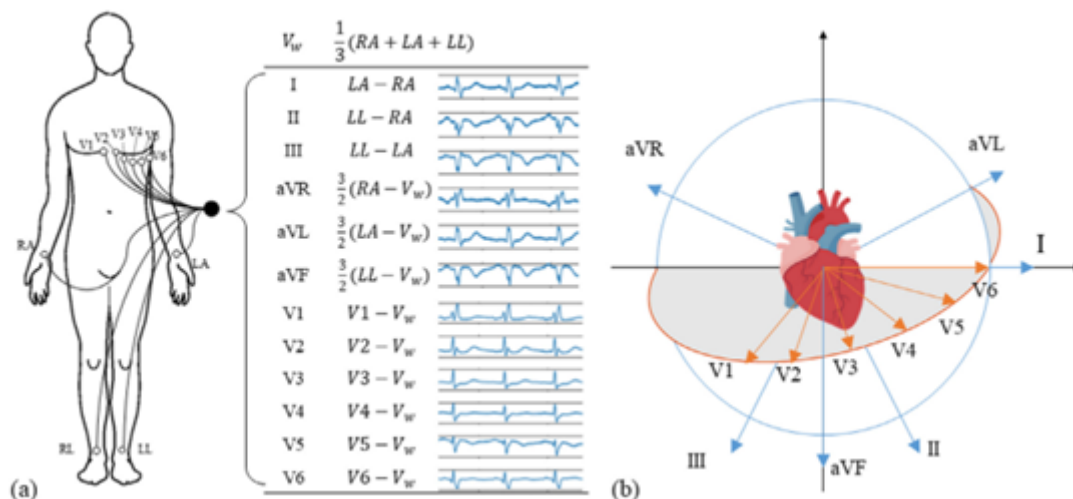 V1 V2 V3 V4 V5 V6
RA
LA
RL
LL
(a)
V_w 1/3(RA + LA + LL)
I LA − RA
II LL − RA
III LL − LA
aVR 3/2(RA − V_w)
aVL 3/2(LA − V_w)
aVF 3/2(LL − V_w)
V1 V1 − V_w
V2 V2 − V_w
V3 V3 − V_w
V4 V4 − V_w
V5 V5 − V_w
V6 V6 − V_w
aVR
aVL
I
V6
V5
V4
V3
V2
V1
III
aVF
II
(b)